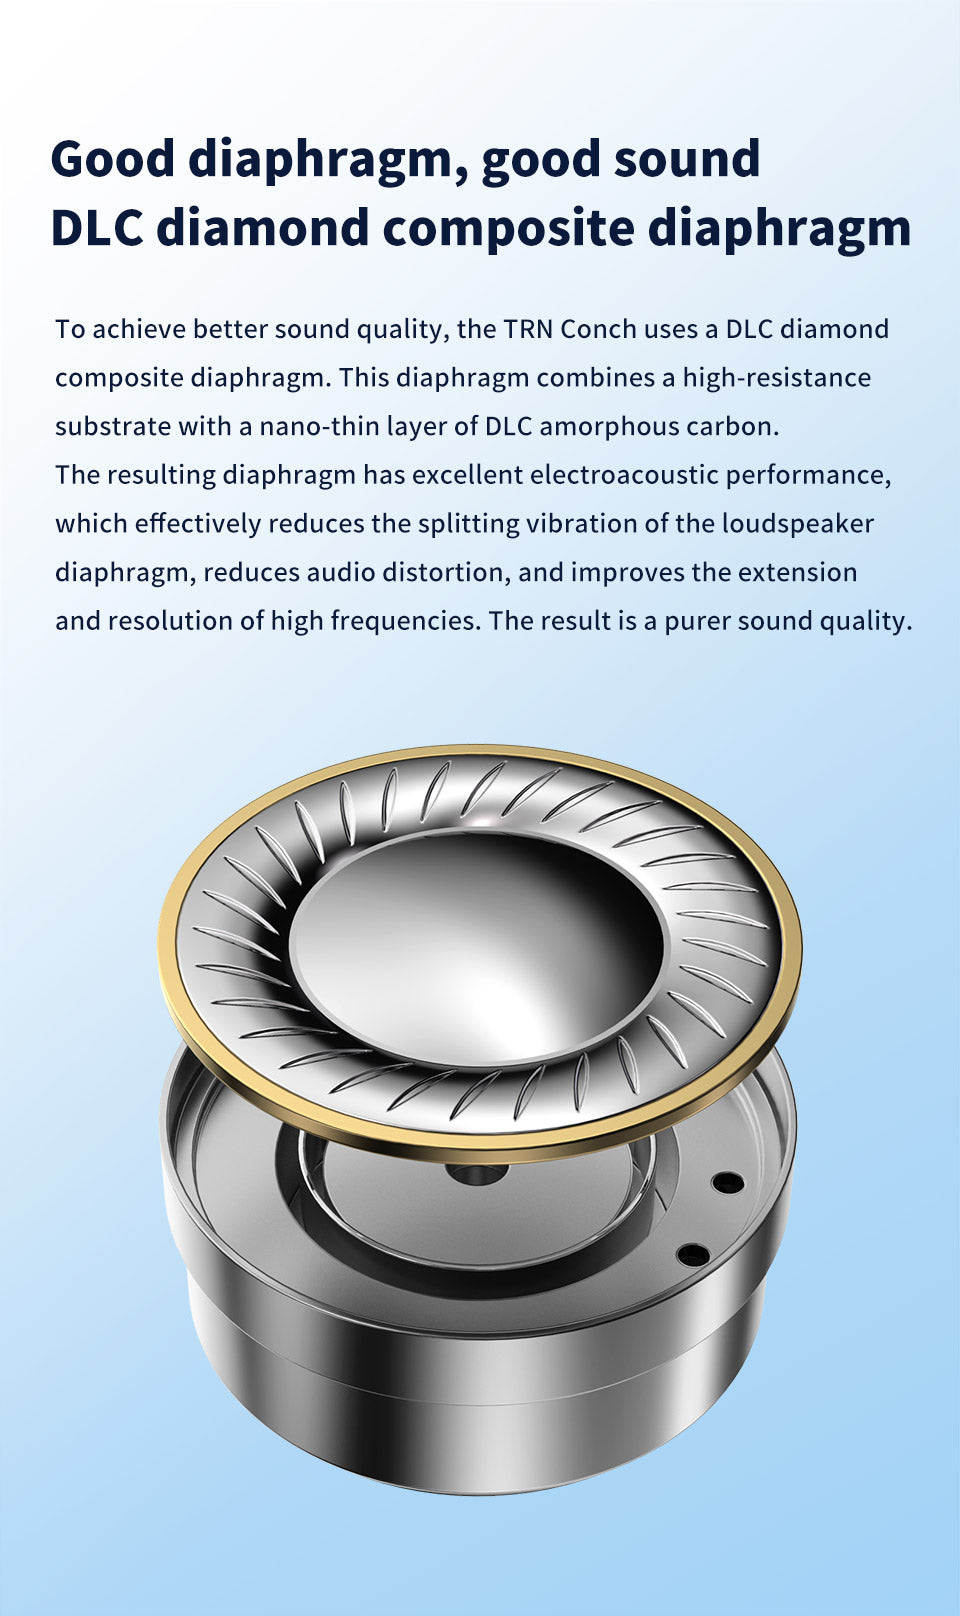 Good diaphragm, good sound
DLC diamond composite diaphragm
To achieve better sound quality, the TRN Conch uses a DLC diamond
composite diaphragm. This diaphragm combines a high-resistance
substrate with a nano-thin layer of DLC amorphous carbon.
The resulting diaphragm has excellent electroacoustic performance,
which effectively reduces the splitting vibration of the loudspeaker
diaphragm, reduces audio distortion, and improves the extension
and resolution of high frequencies. The result is a purer sound quality.